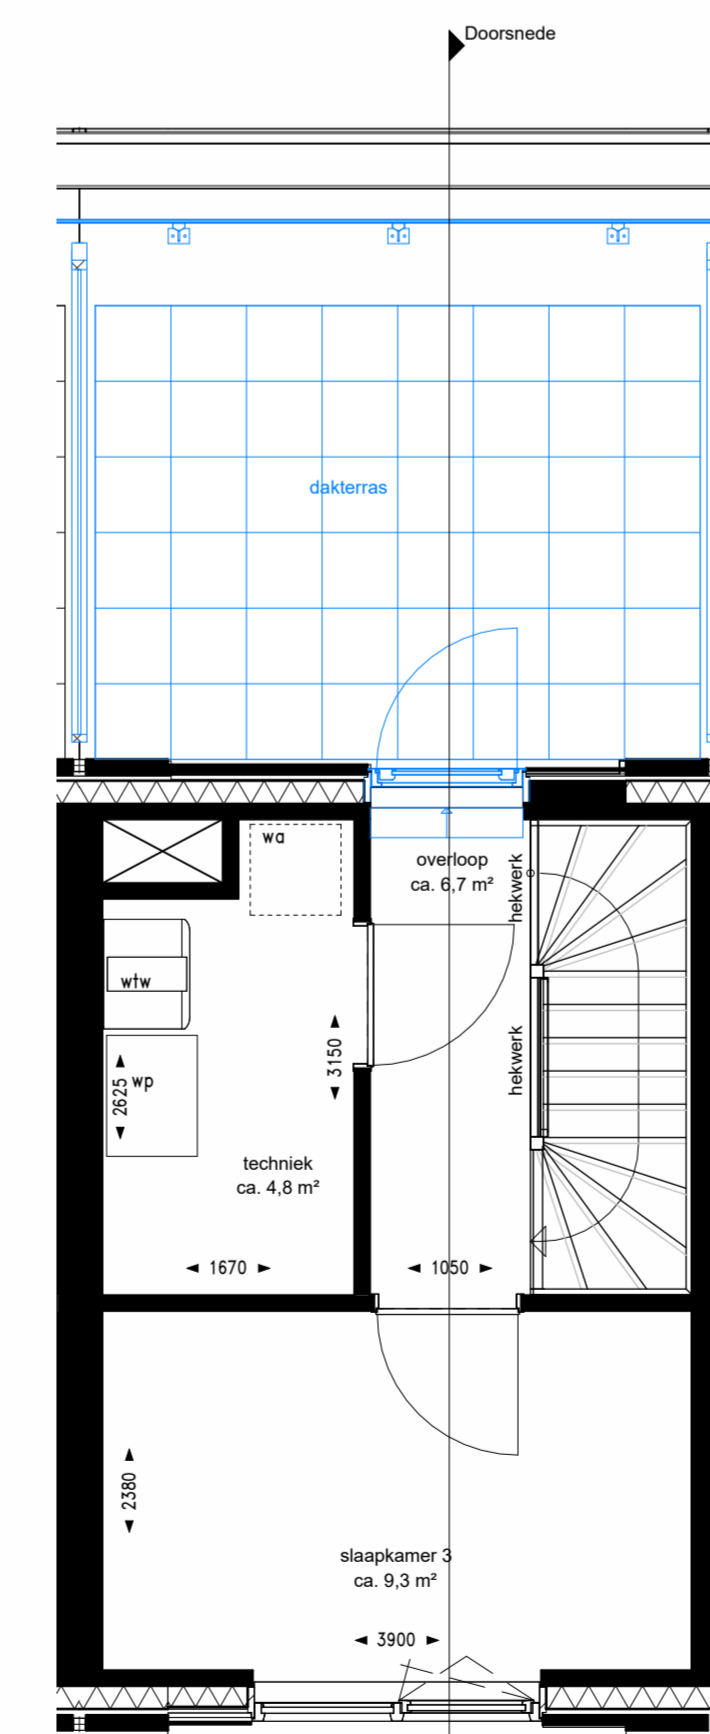 Doorsnede
dakterras
wa
overloop
ca. 6,7 m²
hekwerk
wtw
hekwerk
3150
2625
wp
techniek
ca. 4,8 m²
1670
1050
2380
slaapkamer 3
ca. 9,3 m²
3900